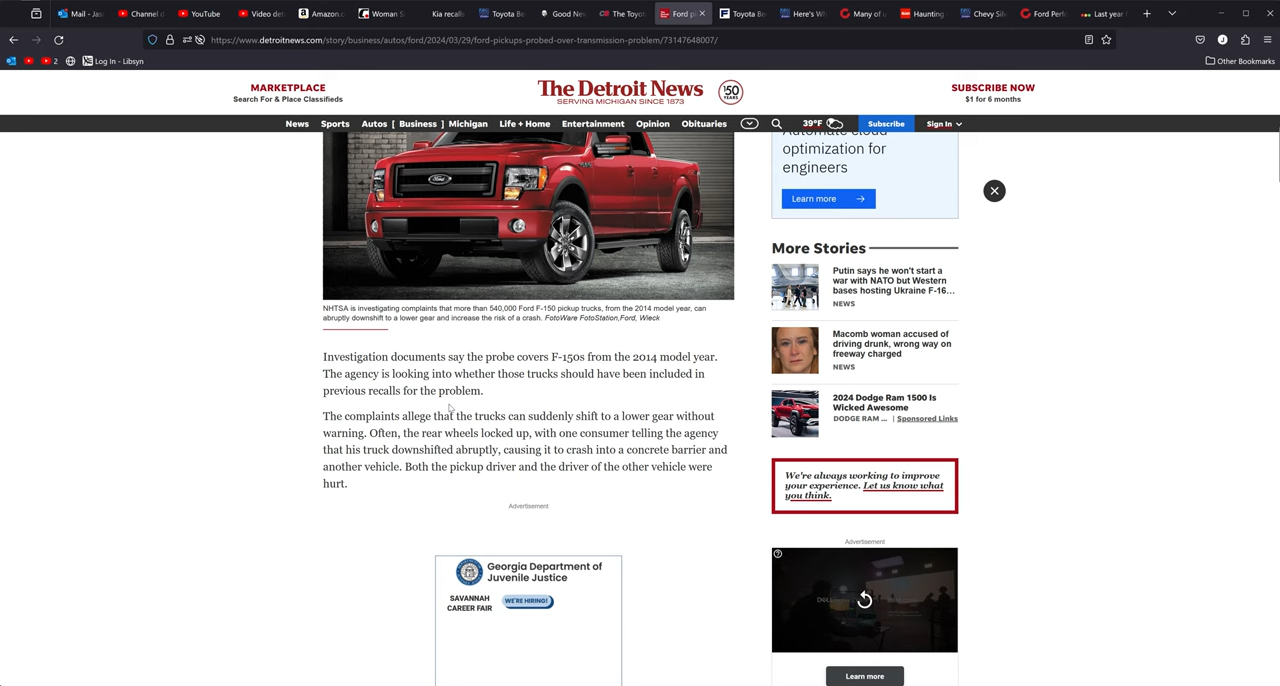 Mail - Jas
Channel d
YouTube
Video det
Amazon.c
Woman S
Kia recalls
Toyota Be
Good New
The Toyot
Ford pi
Toyota Be
Here's Wh
Many of u
Haunting
Chevy Silv
Ford Perf
Last year
https://www.detroitnews.com/story/business/autos/ford/2024/03/29/ford-pickups-probed-over-transmission-problem/73147648007/
J
2
Log In - Libsyn
Other Bookmarks
MARKETPLACE
Search For & Place Classifieds
The Detroit News
SERVING MICHIGAN SINCE 1873
150
YEARS
SUBSCRIBE NOW
$1 for 6 months
News Sports Autos [ Business ] Michigan Life + Home Entertainment Opinion Obituaries 39°F Subscribe Sign In
Ford
NHTSA is investigating complaints that more than 540,000 Ford F-150 pickup trucks, from the 2014 model year, can
abruptly downshift to a lower gear and increase the risk of a crash. FotoWare FotoStation,Ford, Wieck
Investigation documents say the probe covers F-150s from the 2014 model year.
The agency is looking into whether those trucks should have been included in
previous recalls for the problem.
The complaints allege that the trucks can suddenly shift to a lower gear without
warning. Often, the rear wheels locked up, with one consumer telling the agency
that his truck downshifted abruptly, causing it to crash into a concrete barrier and
another vehicle. Both the pickup driver and the driver of the other vehicle were
hurt.
Advertisement
Georgia Department of
Juvenile Justice
SAVANNAH
CAREER FAIR
WE'RE HIRING!
Automate cloud
optimization for
engineers
Learn more
More Stories
Putin says he won't start a
war with NATO but Western
bases hosting Ukraine F-16...
NEWS
Macomb woman accused of
driving drunk, wrong way on
freeway charged
NEWS
2024 Dodge Ram 1500 Is
Wicked Awesome
DODGE RAM ... | Sponsored Links
We're always working to improve
your experience. Let us know what
you think.
Advertisement
DELL
Learn more